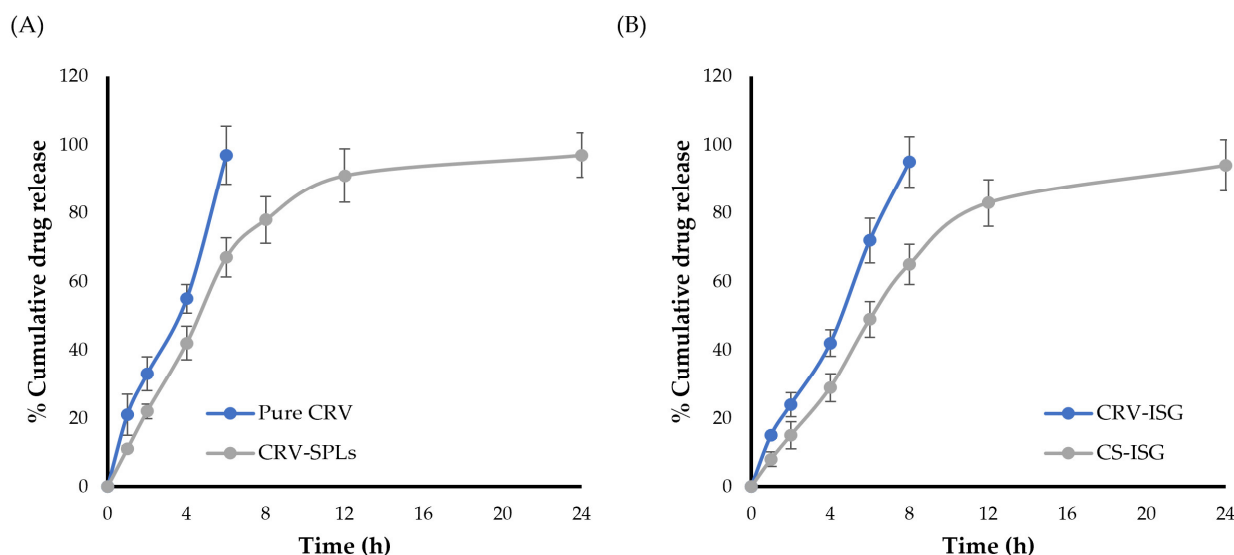 (A)
% Cumulative drug release
120
100
80
60
40
20
0
Pure CRV
CRV-SPLs
0 4 8 12 16 20 24
Time (h)
(B)
% Cumulative drug release
120
100
80
60
40
20
0
CRV-ISG
CS-ISG
0 4 8 12 16 20 24
Time (h)